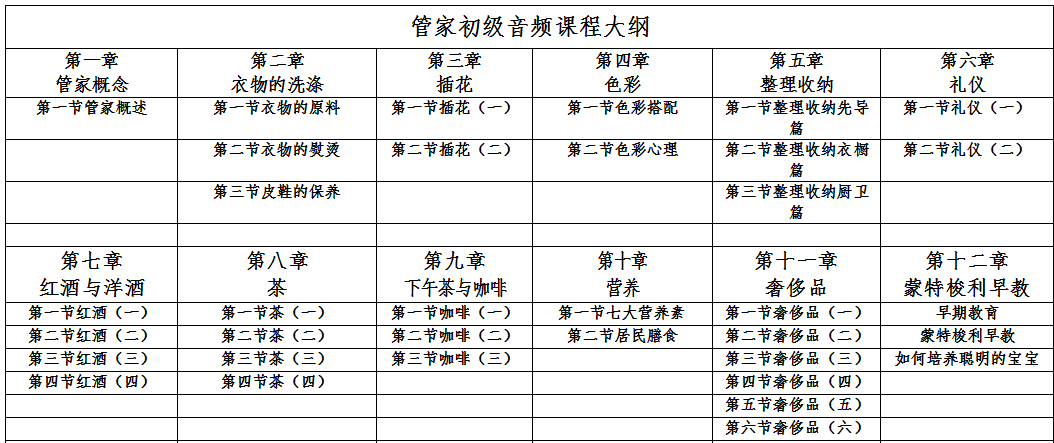 管家初级音频课程大纲
第一章 第二章 第三章 第四章 第五章 第六章
管家概念 衣物的洗涤 插花 色彩 整理收纳 礼仪
第一节管家概述 第一节衣物的原料 第一节插花（一） 第一节色彩搭配 第一节整理收纳先导篇 第一节礼仪（一）
第二节衣物的熨烫 第二节插花（二） 第二节色彩心理 第二节整理收纳衣橱篇 第二节礼仪（二）
第三节皮鞋的保养 第三节整理收纳厨卫篇
第七章 第八章 第九章 第十章 第十一章 第十二章
红酒与洋酒 茶 下午茶与咖啡 营养 奢侈品 蒙特梭利早教
第一节红酒（一） 第一节茶（一） 第一节咖啡（一） 第一节七大营养素 第一节奢侈品（一） 早期教育
第二节红酒（二） 第二节茶（二） 第二节咖啡（二） 第二节居民膳食 第二节奢侈品（二） 蒙特梭利早教
第三节红酒（三） 第三节茶（三） 第三节咖啡（三） 第三节奢侈品（三） 如何培养聪明的宝宝
第四节红酒（四） 第四节茶（四） 第四节奢侈品（四）
第五节奢侈品（五）
第六节奢侈品（六）